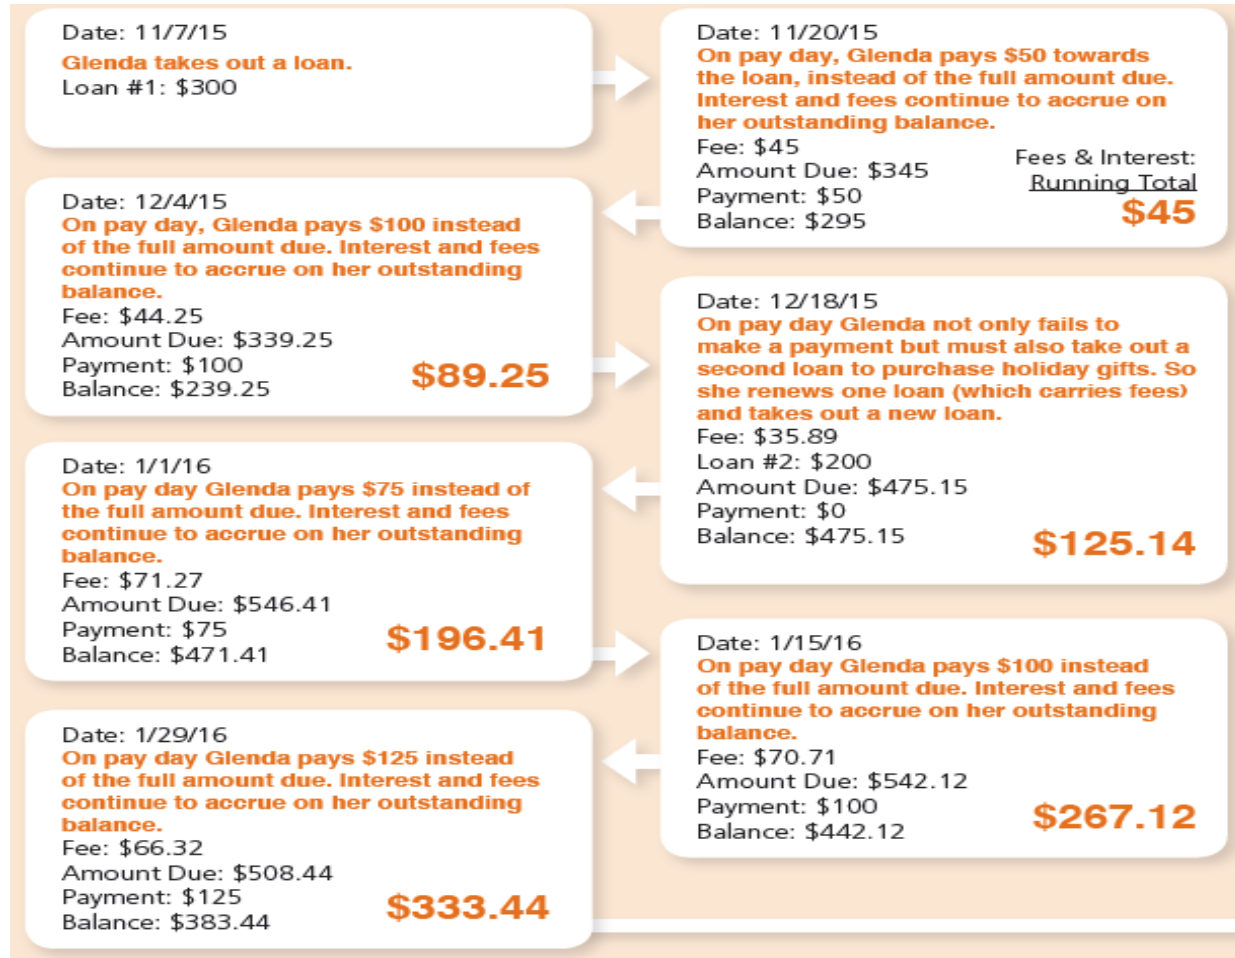 Date: 11/7/15
Glenda takes out a loan.
Loan #1: $300
Date: 11/20/15
On pay day, Glenda pays $50 towards
the loan, instead of the full amount due.
Interest and fees continue to accrue on
her outstanding balance.
Fee: $45
Amount Due: $345
Payment: $50
Balance: $295
Fees & Interest:
Running Total
$45
Date: 12/4/15
On pay day, Glenda pays $100 instead
of the full amount due. Interest and fees
continue to accrue on her outstanding
balance.
Fee: $44.25
Amount Due: $339.25
Payment: $100
Balance: $239.25
$89.25
Date: 12/18/15
On pay day Glenda not only fails to
make a payment but must also take out a
second loan to purchase holiday gifts. So
she renews one loan (which carries fees)
and takes out a new loan.
Fee: $35.89
Loan #2: $200
Amount Due: $475.15
Payment: $0
Balance: $475.15
$125.14
Date: 1/1/16
On pay day Glenda pays $75 instead of
the full amount due. Interest and fees
continue to accrue on her outstanding
balance.
Fee: $71.27
Amount Due: $546.41
Payment: $75
Balance: $471.41
$196.41
Date: 1/15/16
On pay day Glenda pays $100 instead
of the full amount due. Interest and fees
continue to accrue on her outstanding
balance.
Fee: $70.71
Amount Due: $542.12
Payment: $100
Balance: $442.12
$267.12
Date: 1/29/16
On pay day Glenda pays $125 instead
of the full amount due. Interest and fees
continue to accrue on her outstanding
balance.
Fee: $66.32
Amount Due: $508.44
Payment: $125
Balance: $383.44
$333.44